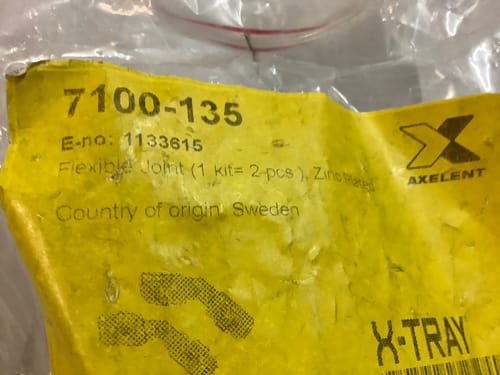 7100-135
E-no: 1133615
Flexible Joint (1 kit= 2-pcs ), Zinc Plated
AXELENT
Country of origin: Sweden
X-TRAY